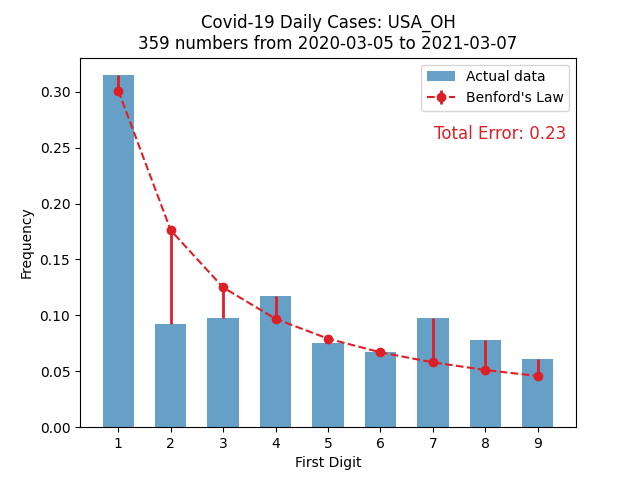 Covid-19 Daily Cases: USA_OH
359 numbers from 2020-03-05 to 2021-03-07
Actual data
Benford's Law
Total Error: 0.23
Frequency
0.30
0.25
0.20
0.15
0.10
0.05
0.00
1 2 3 4 5 6 7 8 9
First Digit